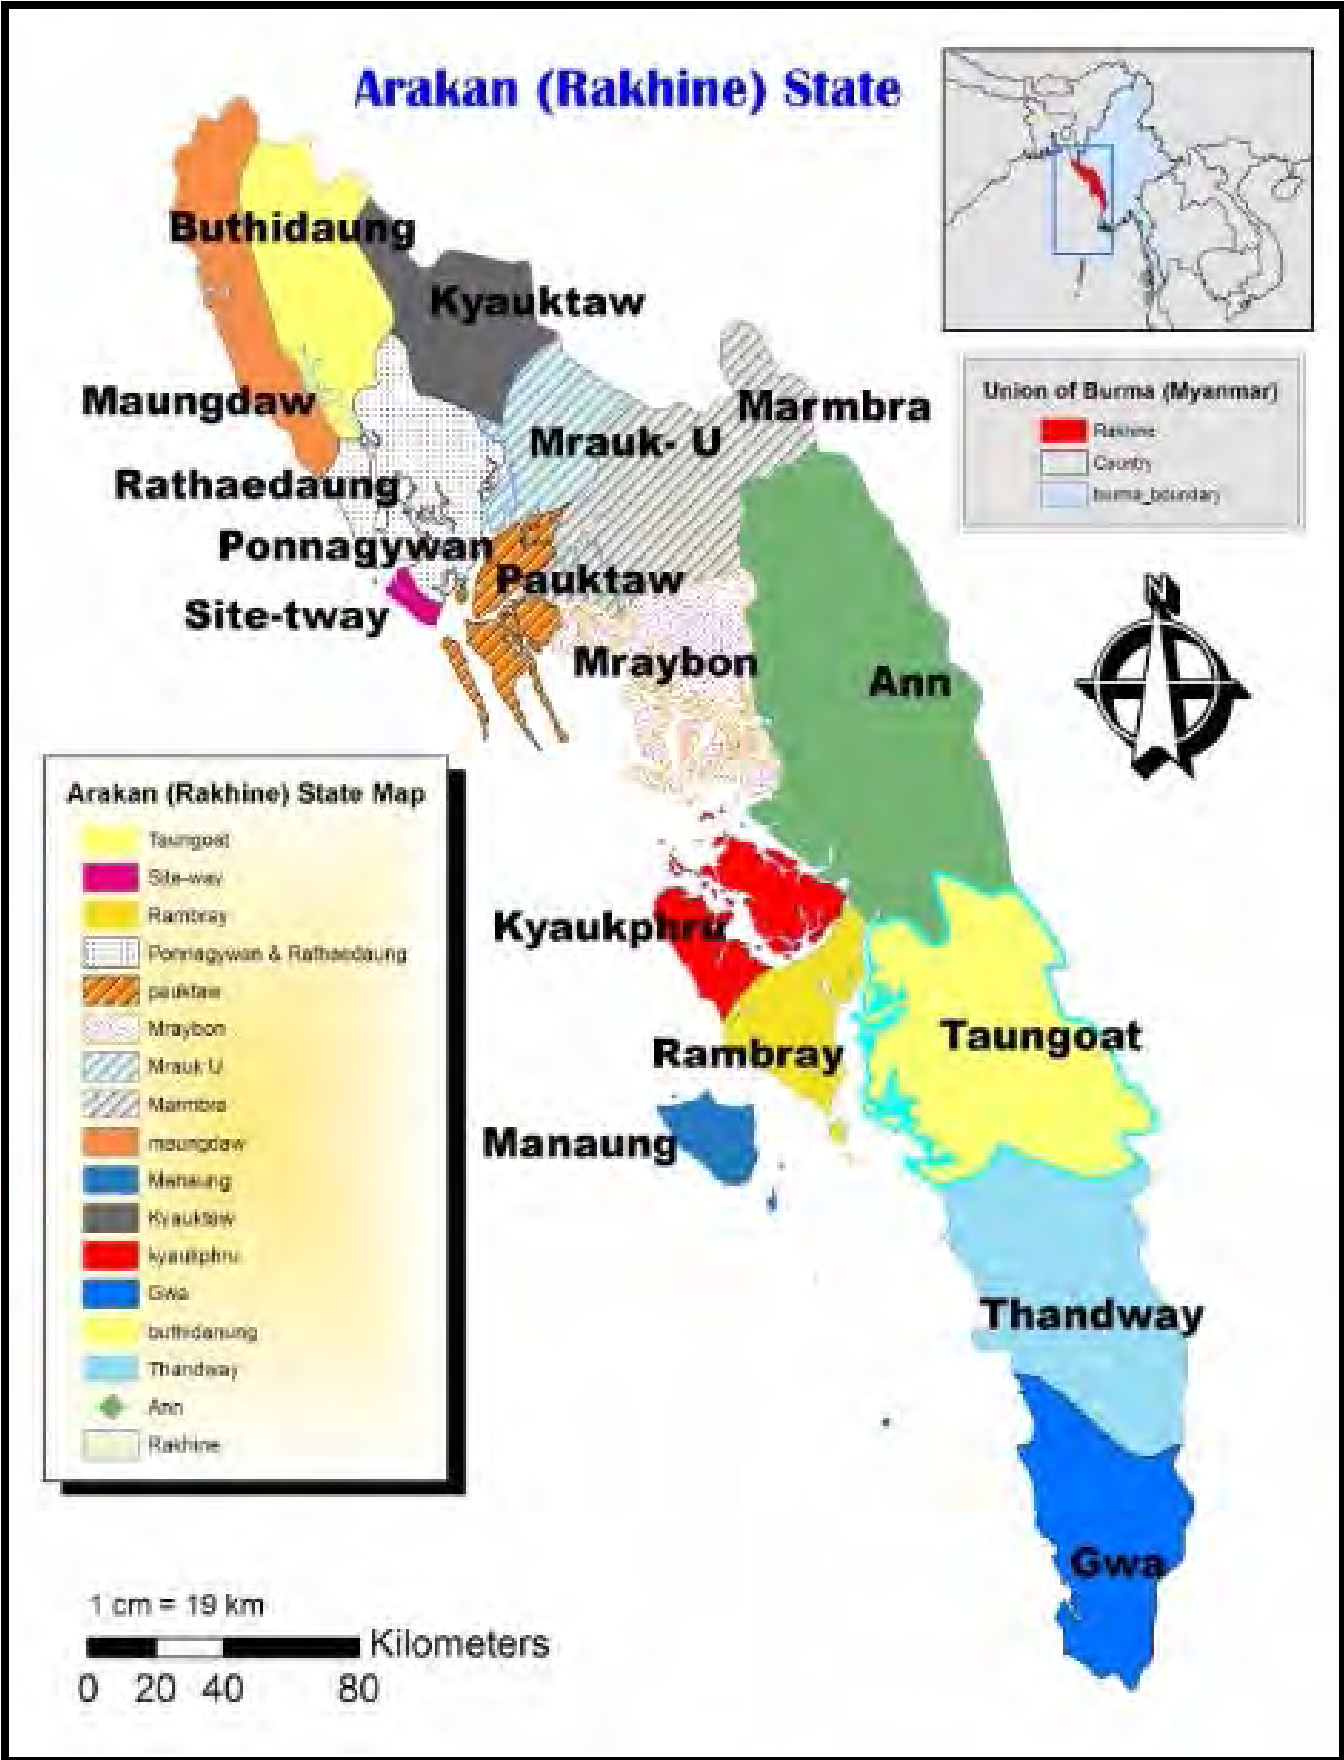 Arakan (Rakhine) State
Buthidaung
Kyauktaw
Maungdaw
Marmbra
Mrauk- U
Rathaedaung
Ponnagywan
Pauktaw
Site-tway
Mraybon
Ann
Kyaukphru
Rambray
Taungoat
Manaung
Thandway
Gwa
Union of Burma (Myanmar)
Rakhine
Country
burma_boundary
N
Arakan (Rakhine) State Map
Taungoat
Site-way
Rambray
Ponnagywan & Rathaedaung
pauktaw
Mraybon
Mrauk U
Marmbra
maungdaw
Manaung
Kyauktaw
kyaukphru
Gwa
buthidanung
Thandway
Ann
Rakhine
1 cm = 19 km
Kilometers
0 20 40 80